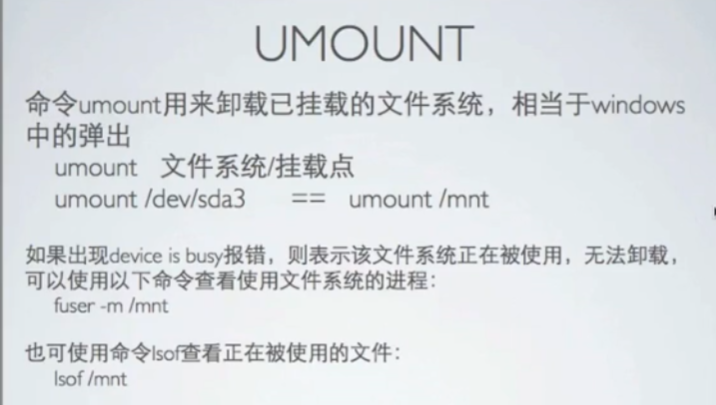 UMOUNT
命令umount用来卸载已挂载的文件系统，相当于windows
中的弹出
umount 文件系统/挂载点
umount /dev/sda3 == umount /mnt
如果出现device is busy报错，则表示该文件系统正在被使用，无法卸载，
可以使用以下命令查看使用文件系统的进程：
fuser -m /mnt
也可使用命令lsof查看正在被使用的文件：
lsof /mnt